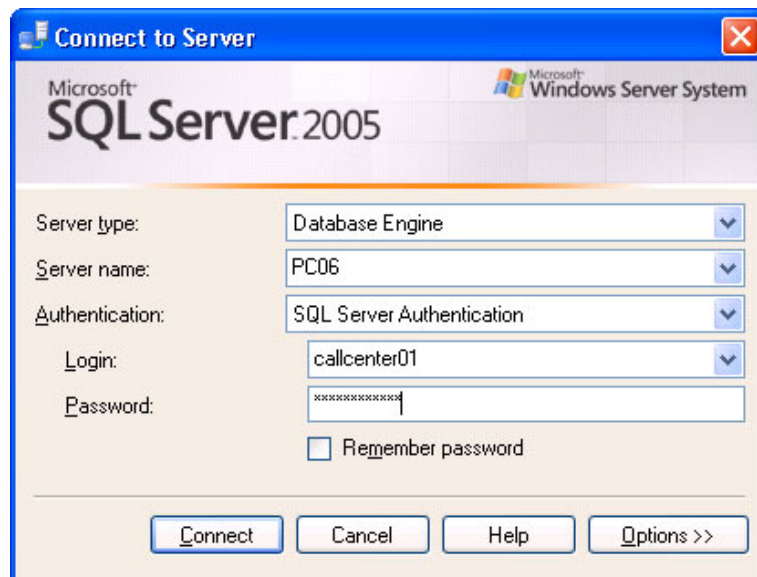 Connect to Server
Microsoft
SQL Server 2005
Microsoft
Windows Server System
Server type: Database Engine
Server name: PC06
Authentication: SQL Server Authentication
Login: callcenter01
Password: ************
Remember password
Connect Cancel Help Options >>